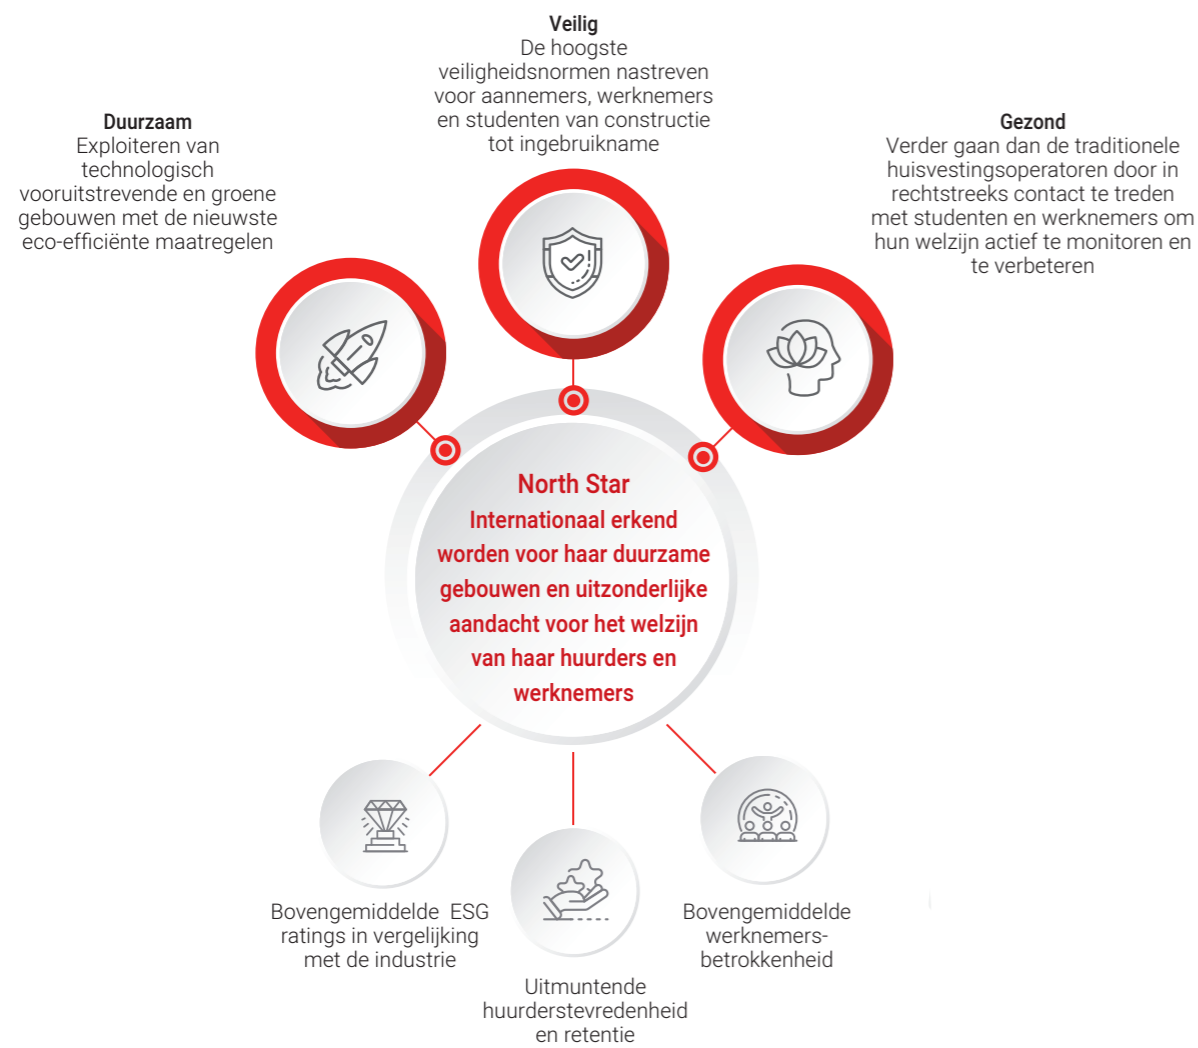 Veilig
De hoogste
veiligheidsnormen nastreven
voor aannemers, werknemers
en studenten van constructie
tot ingebruikname
Duurzaam
Exploiteren van
technologisch
vooruitstrevende en groene
gebouwen met de nieuwste
eco-efficiënte maatregelen
Gezond
Verder gaan dan de traditionele
huisvestingsoperatoren door in
rechtstreeks contact te treden
met studenten en werknemers om
hun welzijn actief te monitoren en
te verbeteren
North Star
Internationaal erkend
worden voor haar duurzame
gebouwen en uitzonderlijke
aandacht voor het welzijn
van haar huurders en
werknemers
Bovengemiddelde ESG
ratings in vergelijking
met de industrie
Uitmuntende
huurderstevredenheid
en retentie
Bovengemiddelde
werknemers-
betrokkenheid